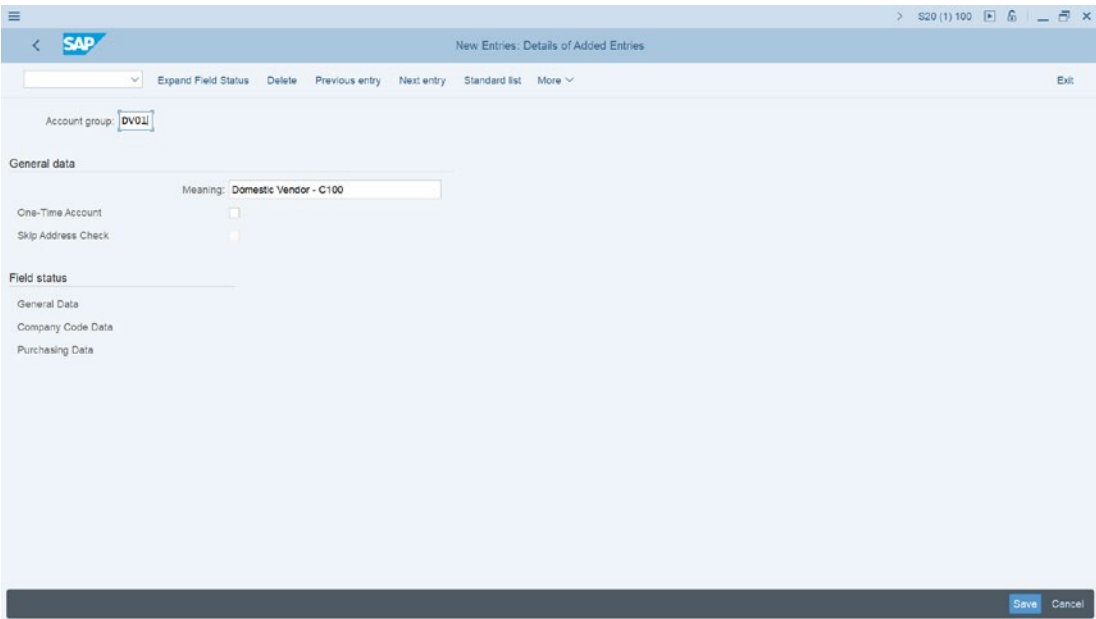 S20 (1) 100
SAP
New Entries: Details of Added Entries
Expand Field Status Delete Previous entry Next entry Standard list More Exit
Account group: DV01
General data
Meaning: Domestic Vendor - C100
One-Time Account
Skip Address Check
Field status
General Data
Company Code Data
Purchasing Data
Save Cancel